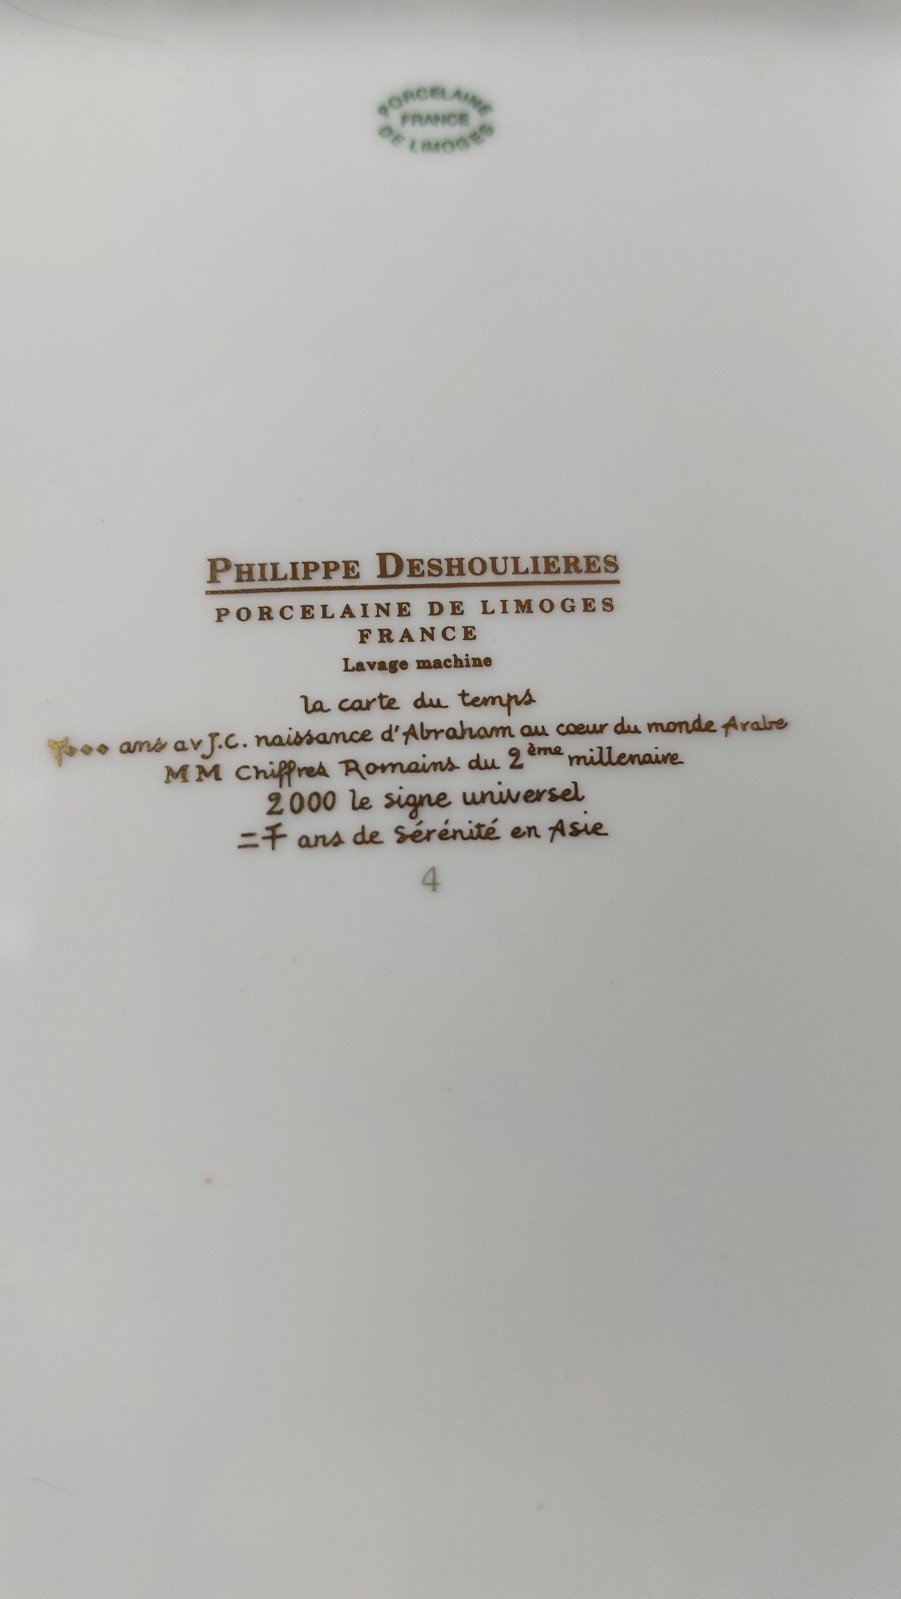 PORCELAINE
FRANCE
DE LIMOGES
PHILIPPE DESHOULIERES
PORCELAINE DE LIMOGES
FRANCE
Lavage machine
la carte du temps
٢٠٠٠ ans av J.C. naissance d'Abraham au cœur du monde Arabe
MM Chiffres Romains du 2ème millenaire
2000 le signe universel
二千 ans de Sérénité en Asie
4